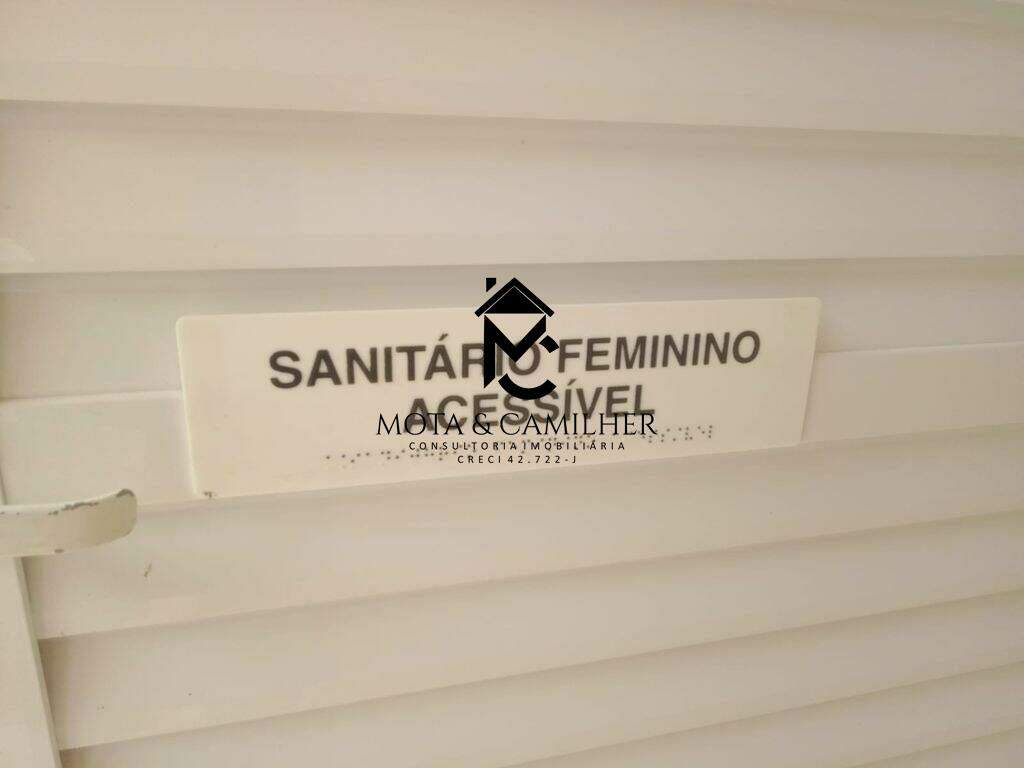 SANITÁRIO FEMININO
ACESSÍVEL
MOTA & CAMILHER
CONSULTORIA IMOBILIÁRIA
CRECI 42.722-J